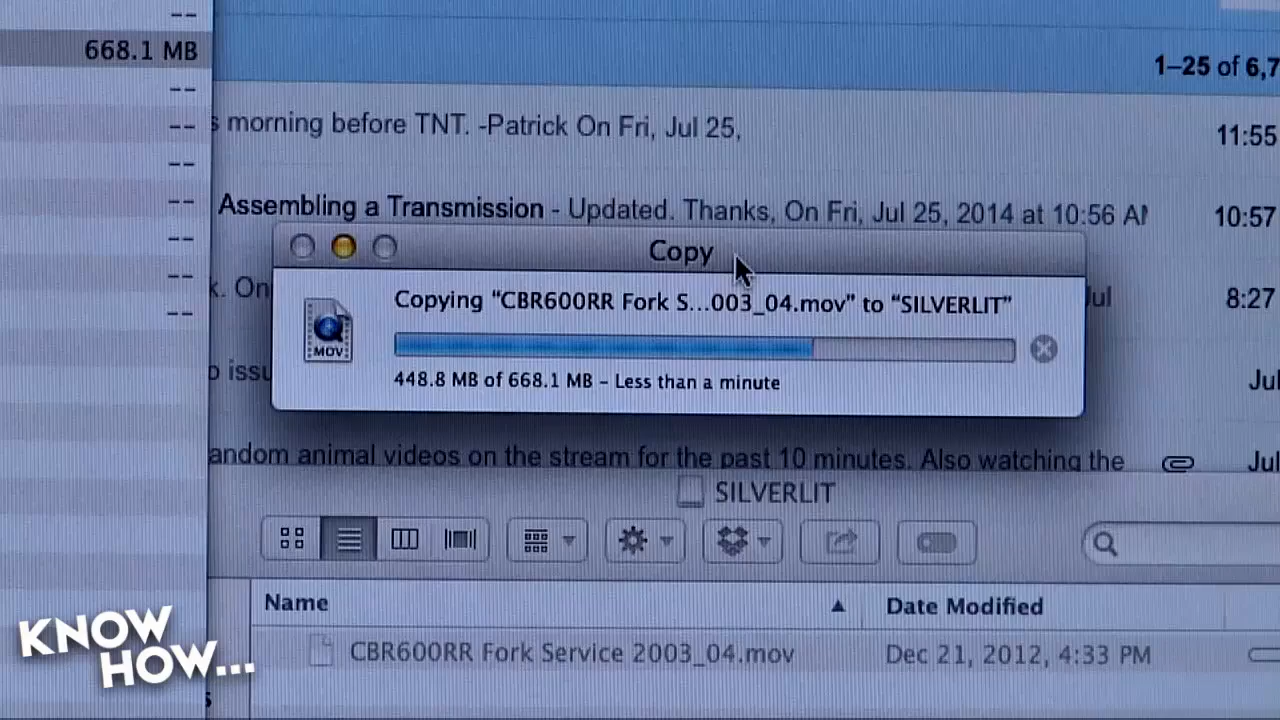 --
668.1 MB
1–25 of 6,7
--
--
s morning before TNT. -Patrick On Fri, Jul 25,
11:55
--
--
Assembling a Transmission - Updated. Thanks, On Fri, Jul 25, 2014 at 10:56 AM
10:57
--
Copy
--
k. On
Copying “CBR600RR Fork S...003_04.mov” to “SILVERLIT”
Jul
8:27
--
MOV
o issu
448.8 MB of 668.1 MB – Less than a minute
Jul
andom animal videos on the stream for the past 10 minutes. Also watching the
Jul
SILVERLIT
Name
Date Modified
CBR600RR Fork Service 2003_04.mov
Dec 21, 2012, 4:33 PM
KNOW
HOW...
s